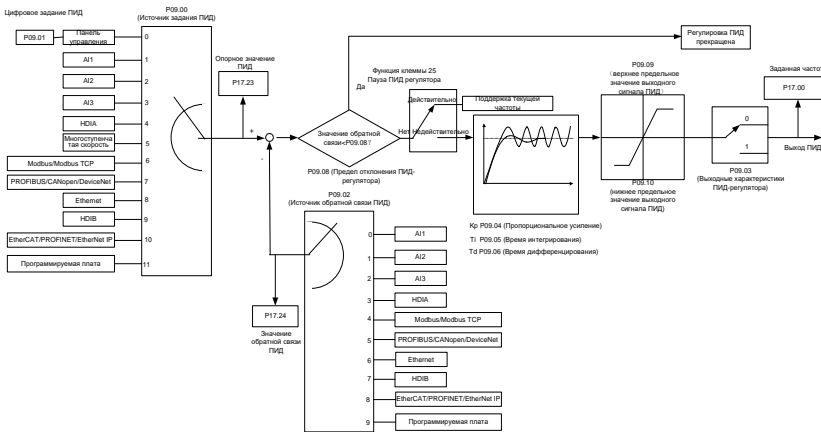 Цифровое задание ПИД
P09.00
(Источник задания ПИД)
P09.01
Панель
управления
0
AI1
1
AI2
2
AI3
3
HDIA
4
Многоступенча
тая скорость
5
Modbus/Modbus TCP
6
PROFIBUS/CANopen/DeviceNet
7
Ethernet
8
HDIB
9
EtherCAT/PROFINET/EtherNet IP
10
Программируемая плата
11
Опорное значение
ПИД
P17.23
+
-
Значение обратной
связи<P09.08?
P09.08 (Предел отклонения ПИД-
регулятора)
Да
Нет
Регулировка ПИД
прекращена
Функция клеммы 25
Пауза ПИД регулятора
Действительно
Недействительно
Поддержка текущей
частоты
Кр P09.04 (Пропорциональное усиление)
Ti P09.05 (Время интегрирования)
Td P09.06 (Время дифференцирования)
P09.09
(верхнее предельное
значение выходного
сигнала ПИД)
P09.10
(нижнее предельное
значение выходного
сигнала ПИД)
0
1
P09.03
(Выходные характеристики
ПИД-регулятора)
Заданная частот
P17.00
Выход ПИД
P09.02
(Источник обратной связи ПИД)
P17.24
Значение
обратной связи
ПИД
0
AI1
1
AI2
2
AI3
3
HDIA
4
Modbus/Modbus TCP
5
PROFIBUS/CANopen/DeviceNet
6
Ethernet
7
HDIB
8
EtherCAT/PROFINET/EtherNet IP
9
Программируемая плата